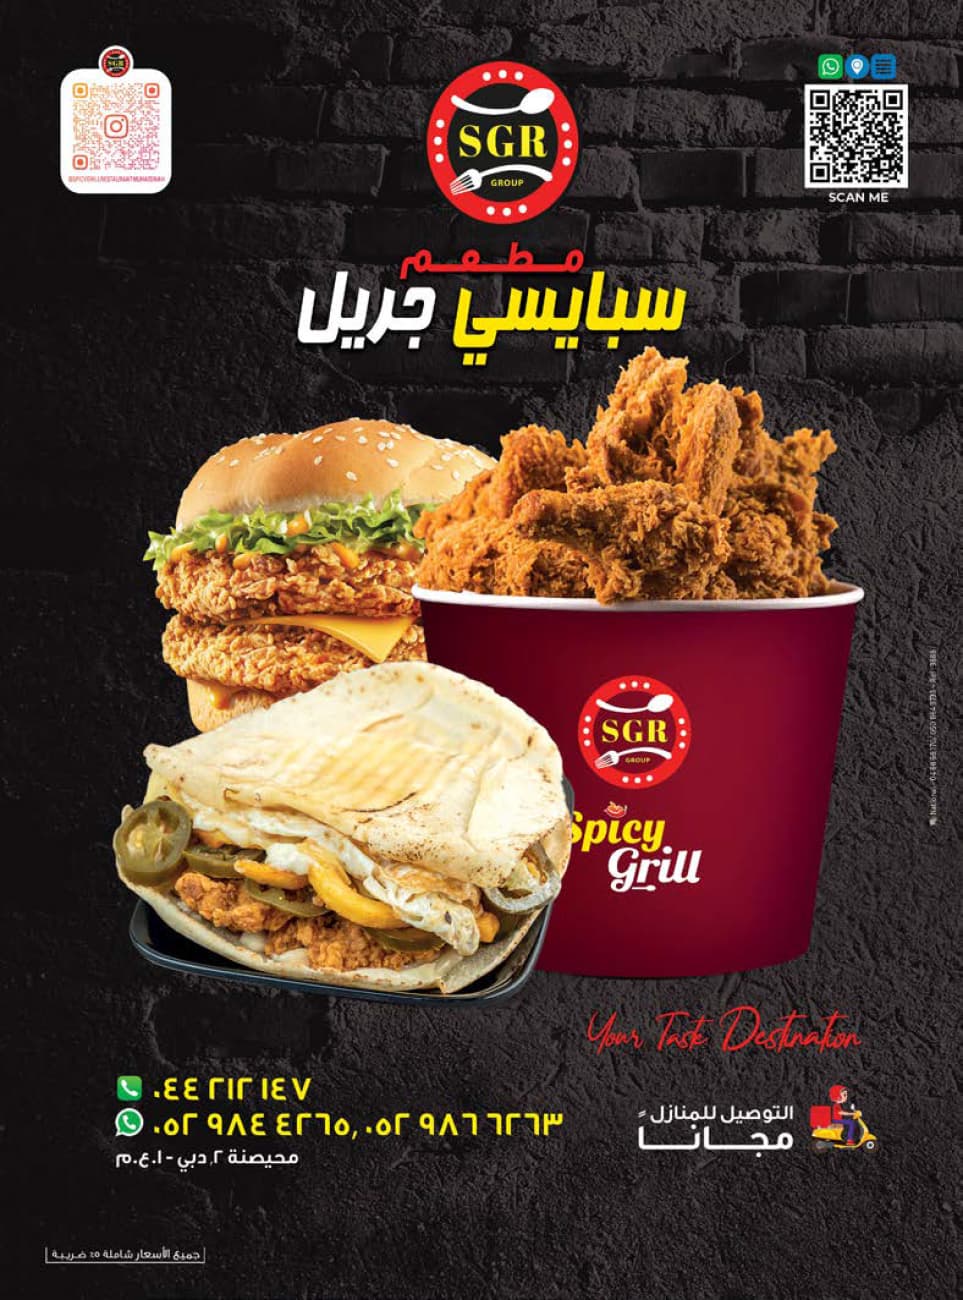 SGR
GROUP
SCAN ME
مطعم
سبايسي جريل
SGR
GROUP
Spicy
Grill
Your Taste Destination
٠٤٤ ٢١٢ ١٤٧
٠٥٢ ٩٨٤ ٤٢٦٥, ٠٥٢ ٩٨٦ ٦٢٦٣
محيصنة ٢, دبي - ا.ع.م
التوصيل للمنازل
مجانا
جميع الأسعار شاملة ٥٪ ضريبة